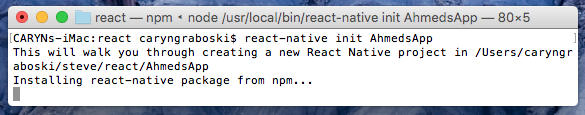 react — npm • node /usr/local/bin/react-native init AhmedsApp — 80×5
[CARYNs-iMac:react caryngraboski$ react-native init AhmedsApp ]
This will walk you through creating a new React Native project in /Users/caryngr
aboski/steve/react/AhmedsApp
Installing react-native package from npm...